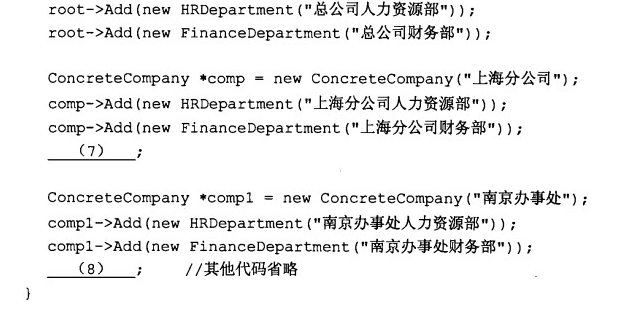 root->Add(new HRDepartment("总公司人力资源部"));
root->Add(new FinanceDepartment("总公司财务部"));
ConcreteCompany *comp = new ConcreteCompany("上海分公司");
comp->Add(new HRDepartment("上海分公司人力资源部"));
comp->Add(new FinanceDepartment("上海分公司财务部"));
(7) ;
ConcreteCompany *comp1 = new ConcreteCompany("南京办事处");
comp1->Add(new HRDepartment("南京办事处人力资源部"));
comp1->Add(new FinanceDepartment("南京办事处财务部"));
(8) ; //其他代码省略
}